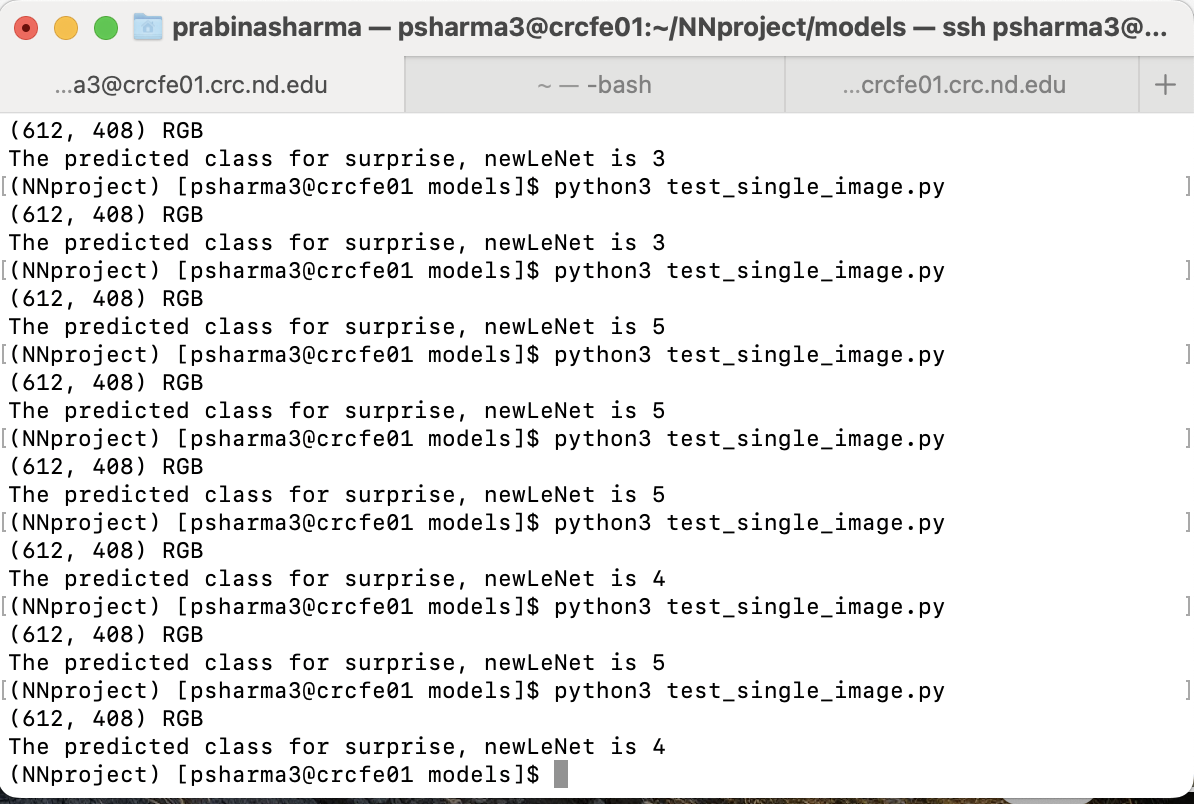 prabinasharma — psharma3@crcfe01:~/NNproject/models — ssh psharma3@...
...a3@crcfe01.crc.nd.edu
~ — -bash
...crcfe01.crc.nd.edu
+
(612, 408) RGB
The predicted class for surprise, newLeNet is 3
[(NNproject) [psharma3@crcfe01 models]$ python3 test_single_image.py ]
(612, 408) RGB
The predicted class for surprise, newLeNet is 3
[(NNproject) [psharma3@crcfe01 models]$ python3 test_single_image.py ]
(612, 408) RGB
The predicted class for surprise, newLeNet is 5
[(NNproject) [psharma3@crcfe01 models]$ python3 test_single_image.py ]
(612, 408) RGB
The predicted class for surprise, newLeNet is 5
[(NNproject) [psharma3@crcfe01 models]$ python3 test_single_image.py ]
(612, 408) RGB
The predicted class for surprise, newLeNet is 5
[(NNproject) [psharma3@crcfe01 models]$ python3 test_single_image.py ]
(612, 408) RGB
The predicted class for surprise, newLeNet is 4
[(NNproject) [psharma3@crcfe01 models]$ python3 test_single_image.py ]
(612, 408) RGB
The predicted class for surprise, newLeNet is 5
[(NNproject) [psharma3@crcfe01 models]$ python3 test_single_image.py ]
(612, 408) RGB
The predicted class for surprise, newLeNet is 4
(NNproject) [psharma3@crcfe01 models]$